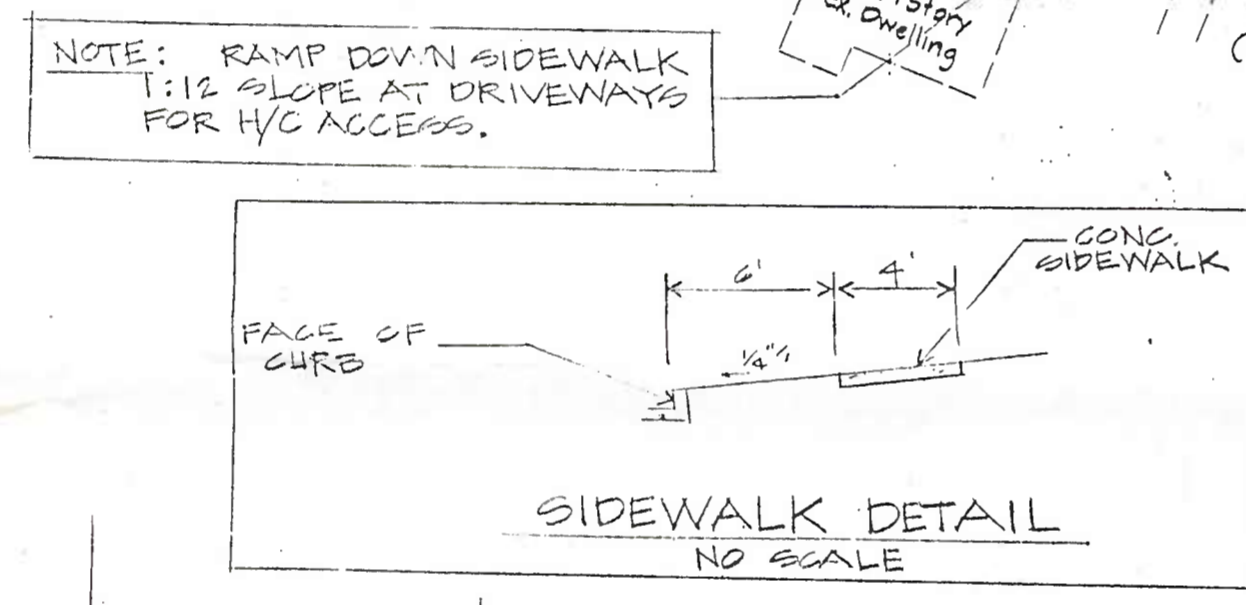 Story
Ex. Dwelling
NOTE: RAMP DOWN SIDEWALK
1:12 SLOPE AT DRIVEWAYS
FOR H/C ACCESS.
CONC.
SIDEWALK
6' 4'
FACE OF
CURB
1/4"/'
SIDEWALK DETAIL
NO SCALE